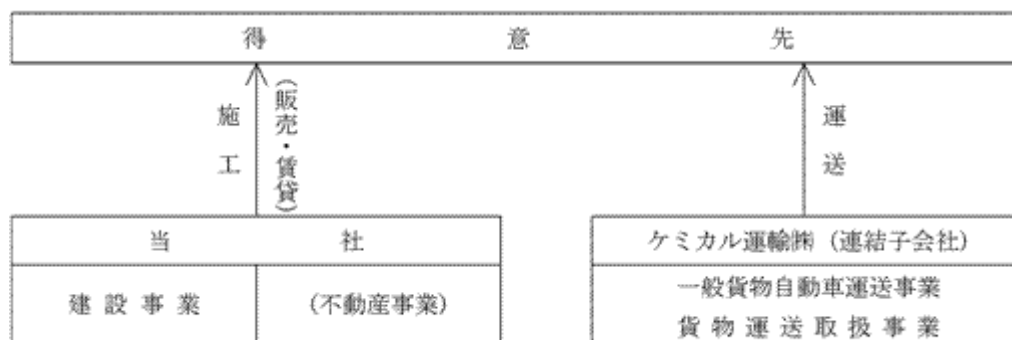 得意先
施工
(販売・賃貸)
運送
当社
ケミカル運輸㈱ (連結子会社)
建設事業
(不動産事業)
一般貨物自動車運送事業
貨物運送取扱事業